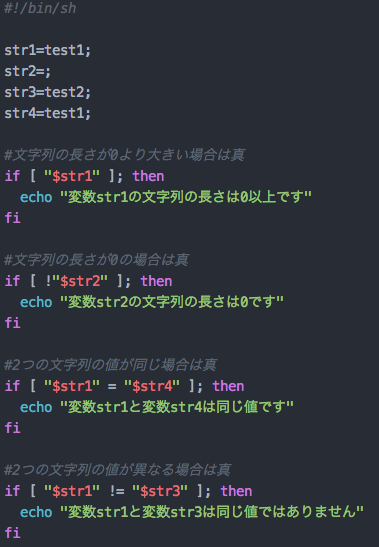 #!/bin/sh
str1=test1;
str2=;
str3=test2;
str4=test1;
#文字列の長さが0より大きい場合は真
if [ "$str1" ]; then
echo "変数str1の文字列の長さは0以上です"
fi
#文字列の長さが0の場合は真
if [ !"$str2" ]; then
echo "変数str2の文字列の長さは0です"
fi
#2つの文字列の値が同じ場合は真
if [ "$str1" = "$str4" ]; then
echo "変数str1と変数str4は同じ値です"
fi
#2つの文字列の値が異なる場合は真
if [ "$str1" != "$str3" ]; then
echo "変数str1と変数str3は同じ値ではありません"
fi